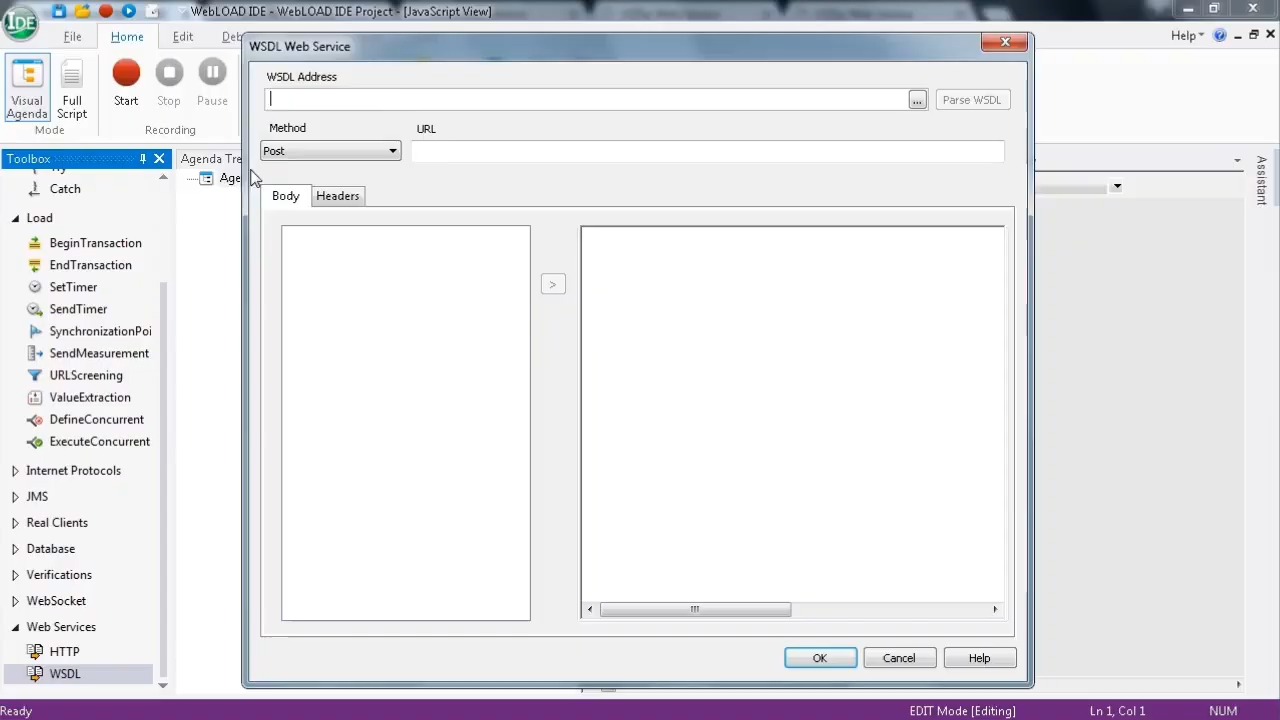 IDE
WebLOAD IDE - WebLOAD IDE Project - [JavaScript View]
File Home Edit Deb Help
Visual Agenda
Full Script
Start
Stop
Pause
Mode
Recording
WSDL Web Service
WSDL Address
... Parse WSDL
Method URL
Post
Body Headers
>
OK Cancel Help
Toolbox
Catch
Load
BeginTransaction
EndTransaction
SetTimer
SendTimer
SynchronizationPoi
SendMeasurement
URLScreening
ValueExtraction
DefineConcurrent
ExecuteConcurrent
Internet Protocols
JMS
Real Clients
Database
Verifications
WebSocket
Web Services
HTTP
WSDL
Agenda Tre
Age
Assistant
Ready EDIT Mode [Editing] Ln 1, Col 1 NUM